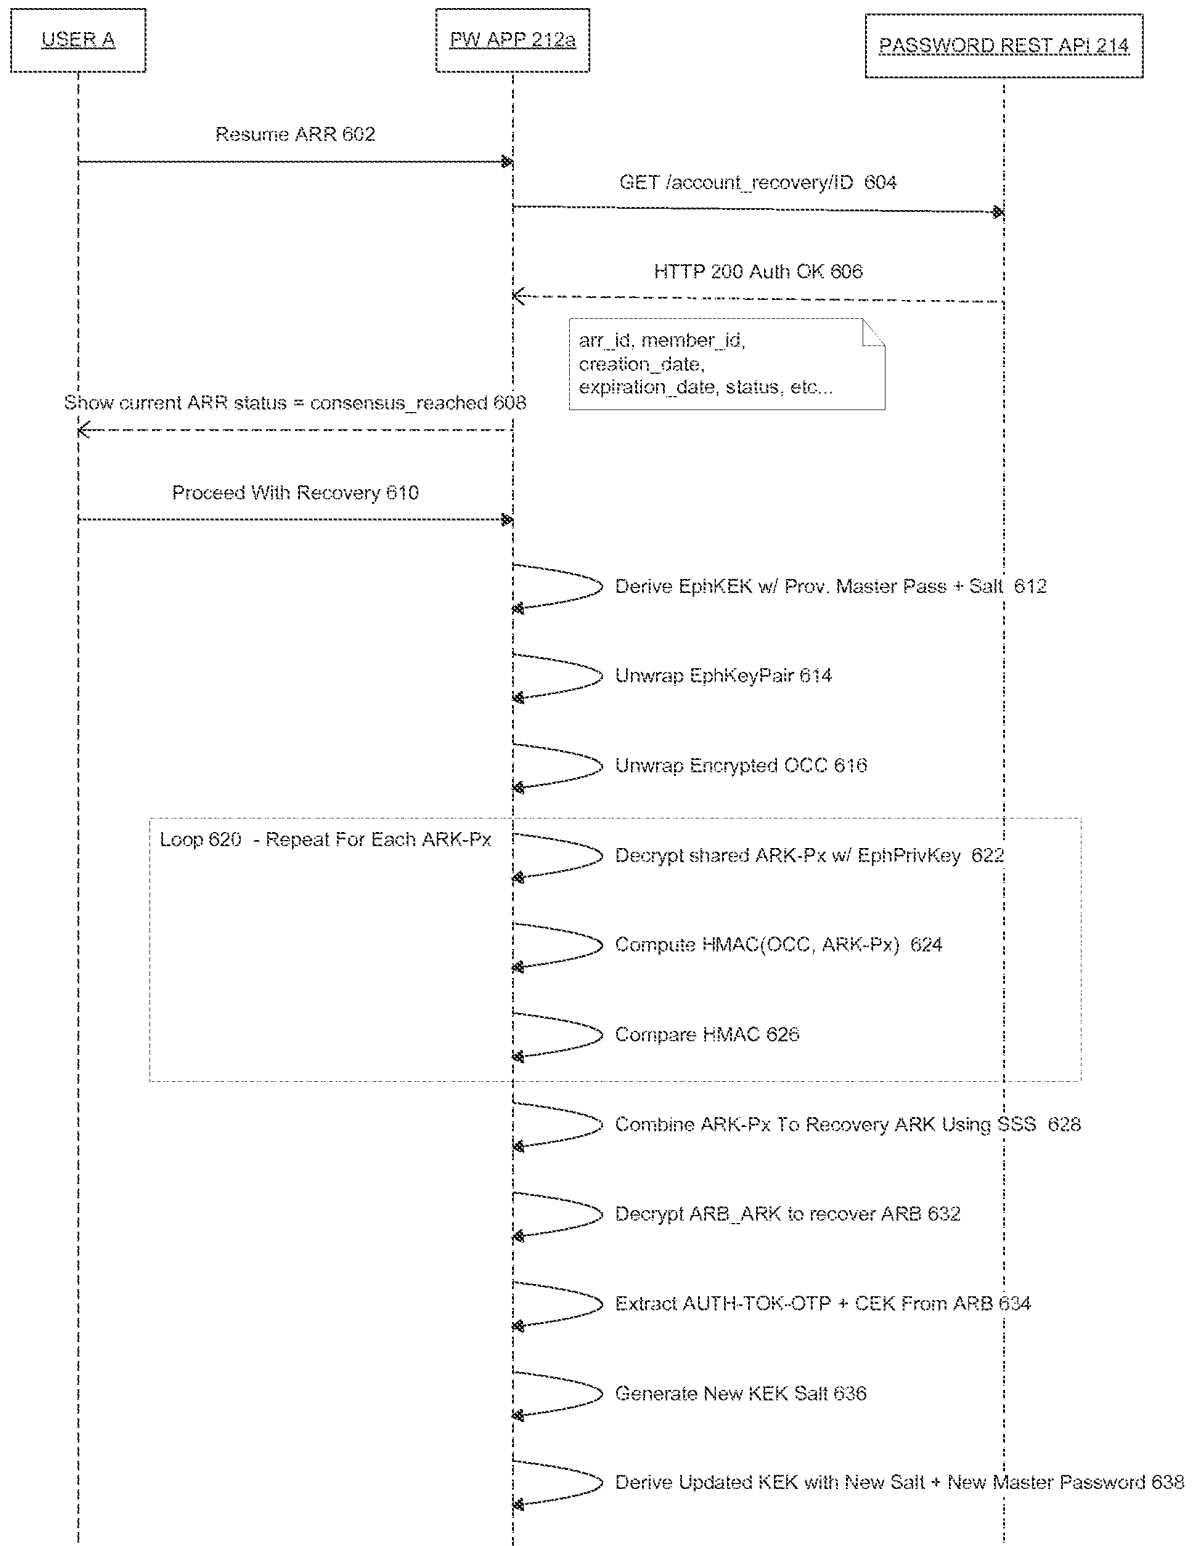 USER A
PW APP 212a
PASSWORD REST API 214
Resume ARR 602
GET /account_recovery/ID 604
HTTP 200 Auth OK 606
arr_id, member_id,
creation_date,
expiration_date, status, etc...
Show current ARR status = consensus_reached 608
Proceed With Recovery 610
Derive EphKEK w/ Prov. Master Pass + Salt 612
Unwrap EphKeyPair 614
Unwrap Encrypted OCC 616
Loop 620 - Repeat For Each ARK-Px
Decrypt shared ARK-Px w/ EphPrivKey 622
Compute HMAC(OCC, ARK-Px) 624
Compare HMAC 626
Combine ARK-Px To Recovery ARK Using SSS 628
Decrypt ARB_ARK to recover ARB 632
Extract AUTH-TOK-OTP + CEK From ARB 634
Generate New KEK Salt 636
Derive Updated KEK with New Salt + New Master Password 638